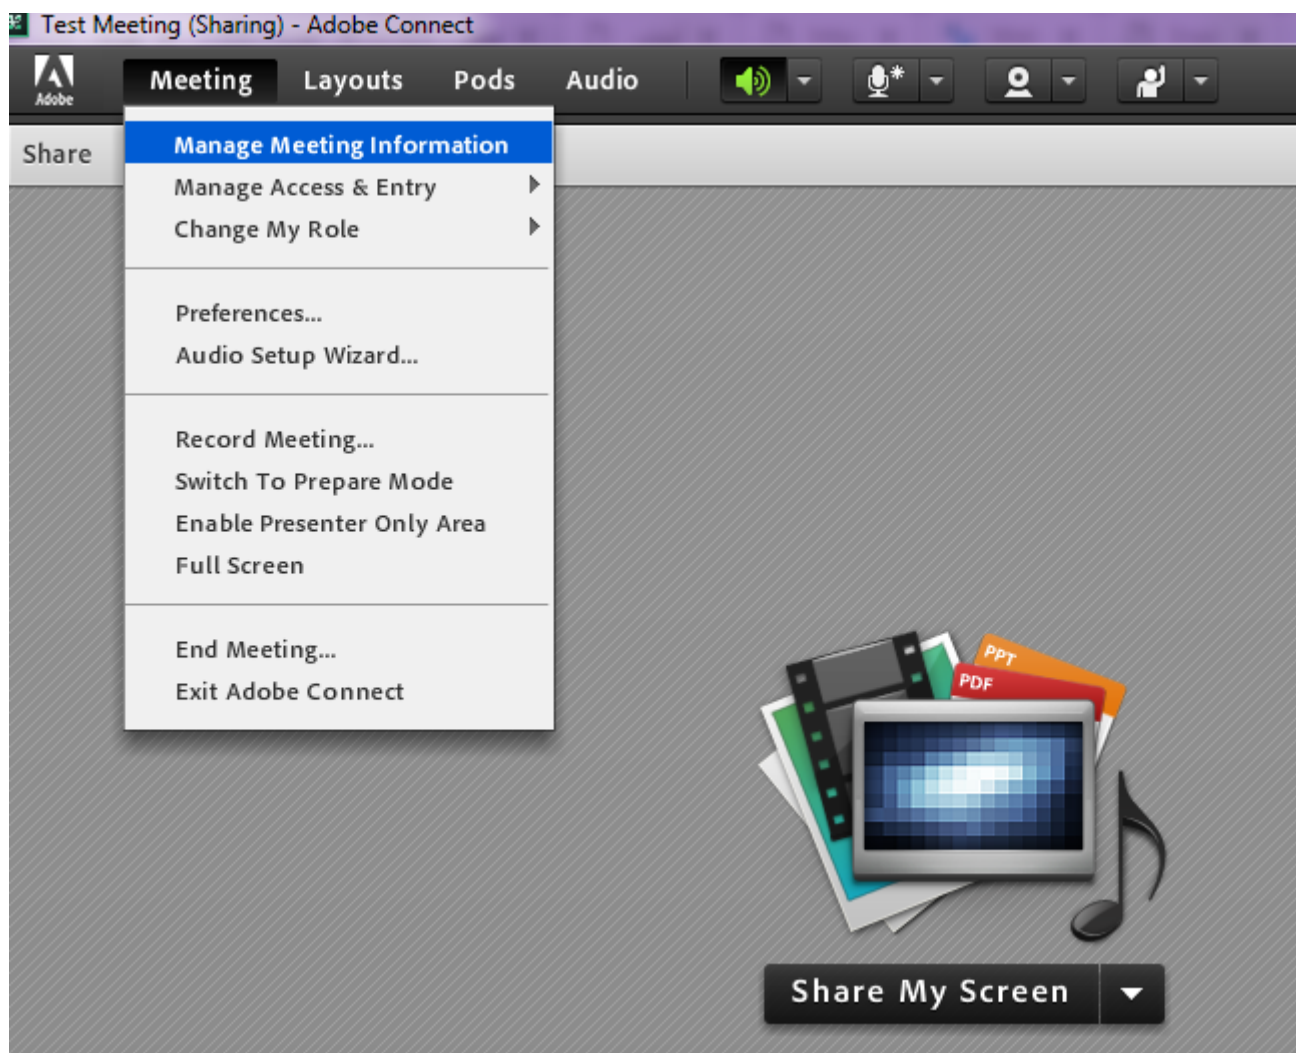 Test Meeting (Sharing) - Adobe Connect
Adobe
Meeting Layouts Pods Audio
Share
Manage Meeting Information
Manage Access & Entry
Change My Role
Preferences...
Audio Setup Wizard...
Record Meeting...
Switch To Prepare Mode
Enable Presenter Only Area
Full Screen
End Meeting...
Exit Adobe Connect
PPT
PDF
Share My Screen